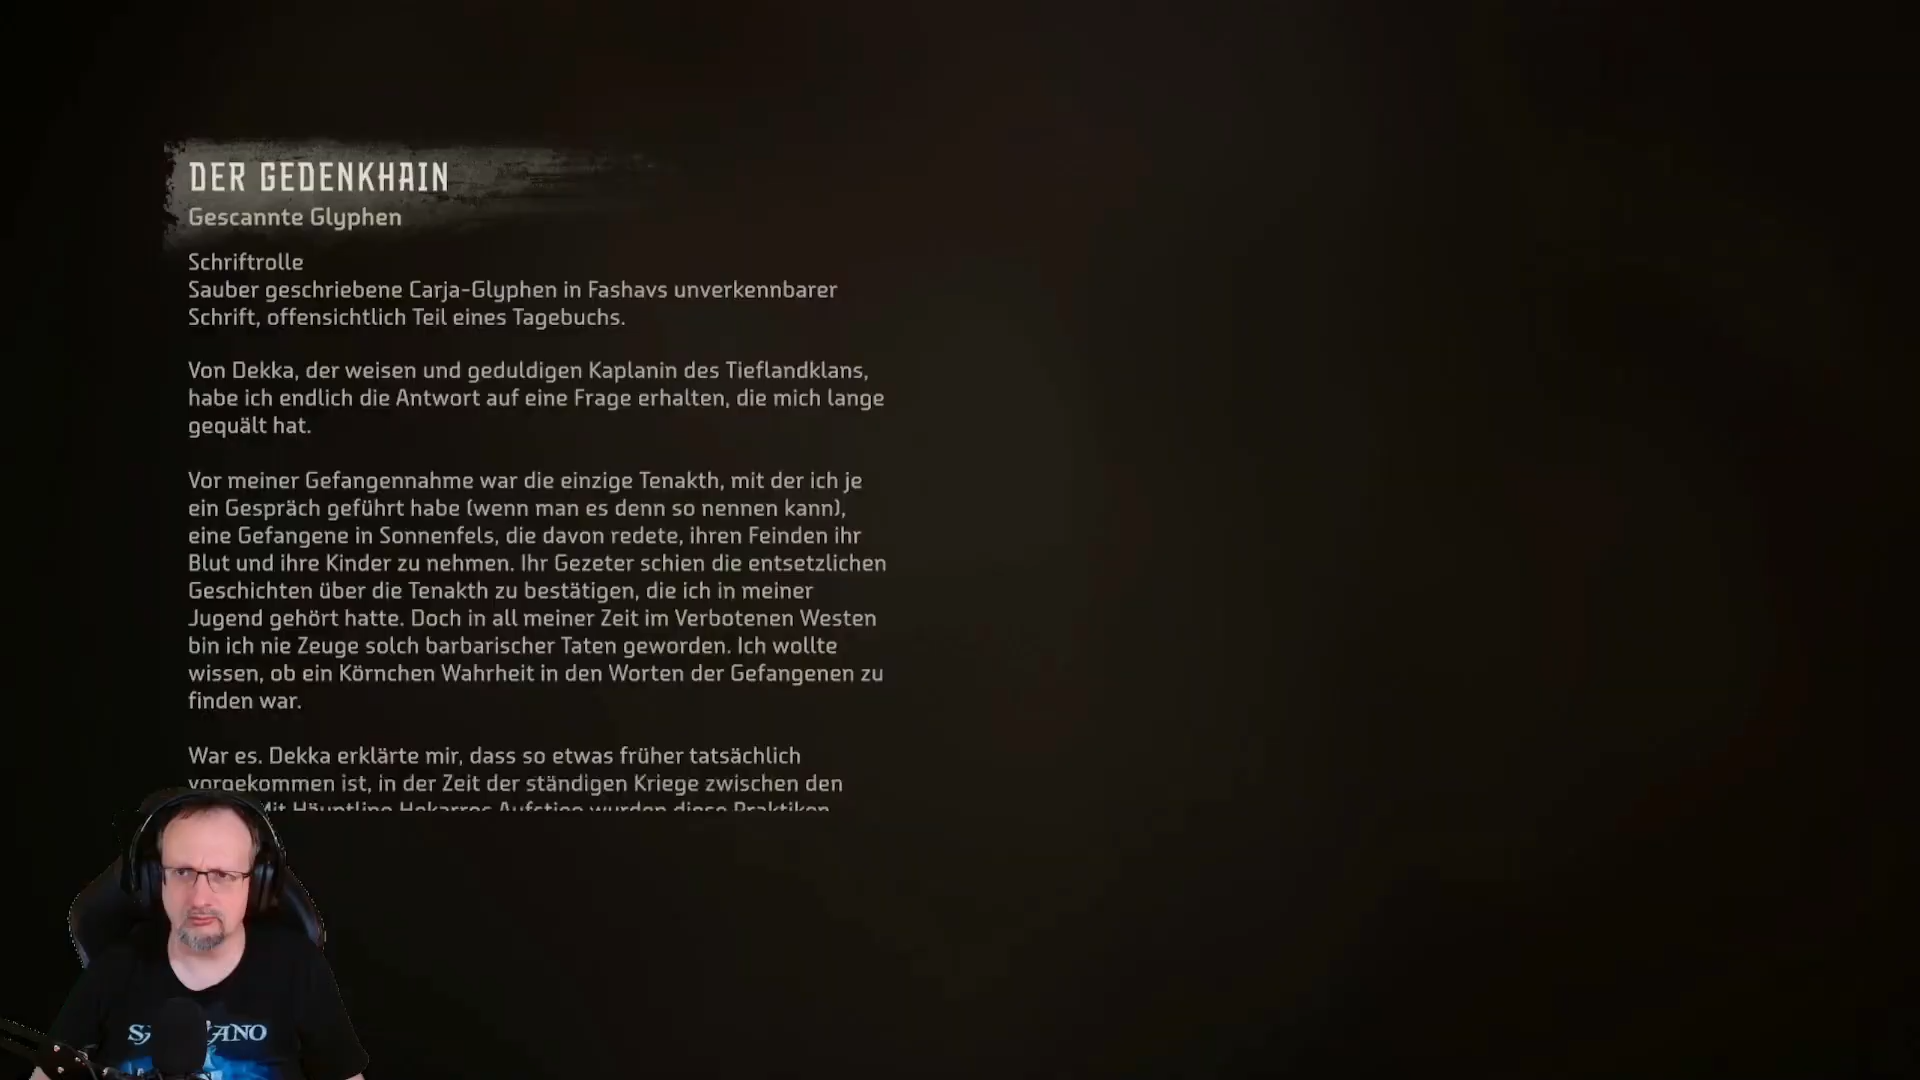 DER GEDENKHAIN
Gescannte Glyphen
Schriftrolle
Sauber geschriebene Carja-Glyphen in Fashavs unverkennbarer
Schrift, offensichtlich Teil eines Tagebuchs.
Von Dekka, der weisen und geduldigen Kaplanin des Tieflandklans,
habe ich endlich die Antwort auf eine Frage erhalten, die mich lange
gequält hat.
Vor meiner Gefangennahme war die einzige Tenakth, mit der ich je
ein Gespräch geführt habe (wenn man es denn so nennen kann),
eine Gefangene in Sonnenfels, die davon redete, ihren Feinden ihr
Blut und ihre Kinder zu nehmen. Ihr Gezeter schien die entsetzlichen
Geschichten über die Tenakth zu bestätigen, die ich in meiner
Jugend gehört hatte. Doch in all meiner Zeit im Verbotenen Westen
bin ich nie Zeuge solch barbarischer Taten geworden. Ich wollte
wissen, ob ein Körnchen Wahrheit in den Worten der Gefangenen zu
finden war.
War es. Dekka erklärte mir, dass so etwas früher tatsächlich
vorgekommen ist, in der Zeit der ständigen Kriege zwischen den
Mit Häuptling Hekarros Aufstieg wurden diese Praktiken